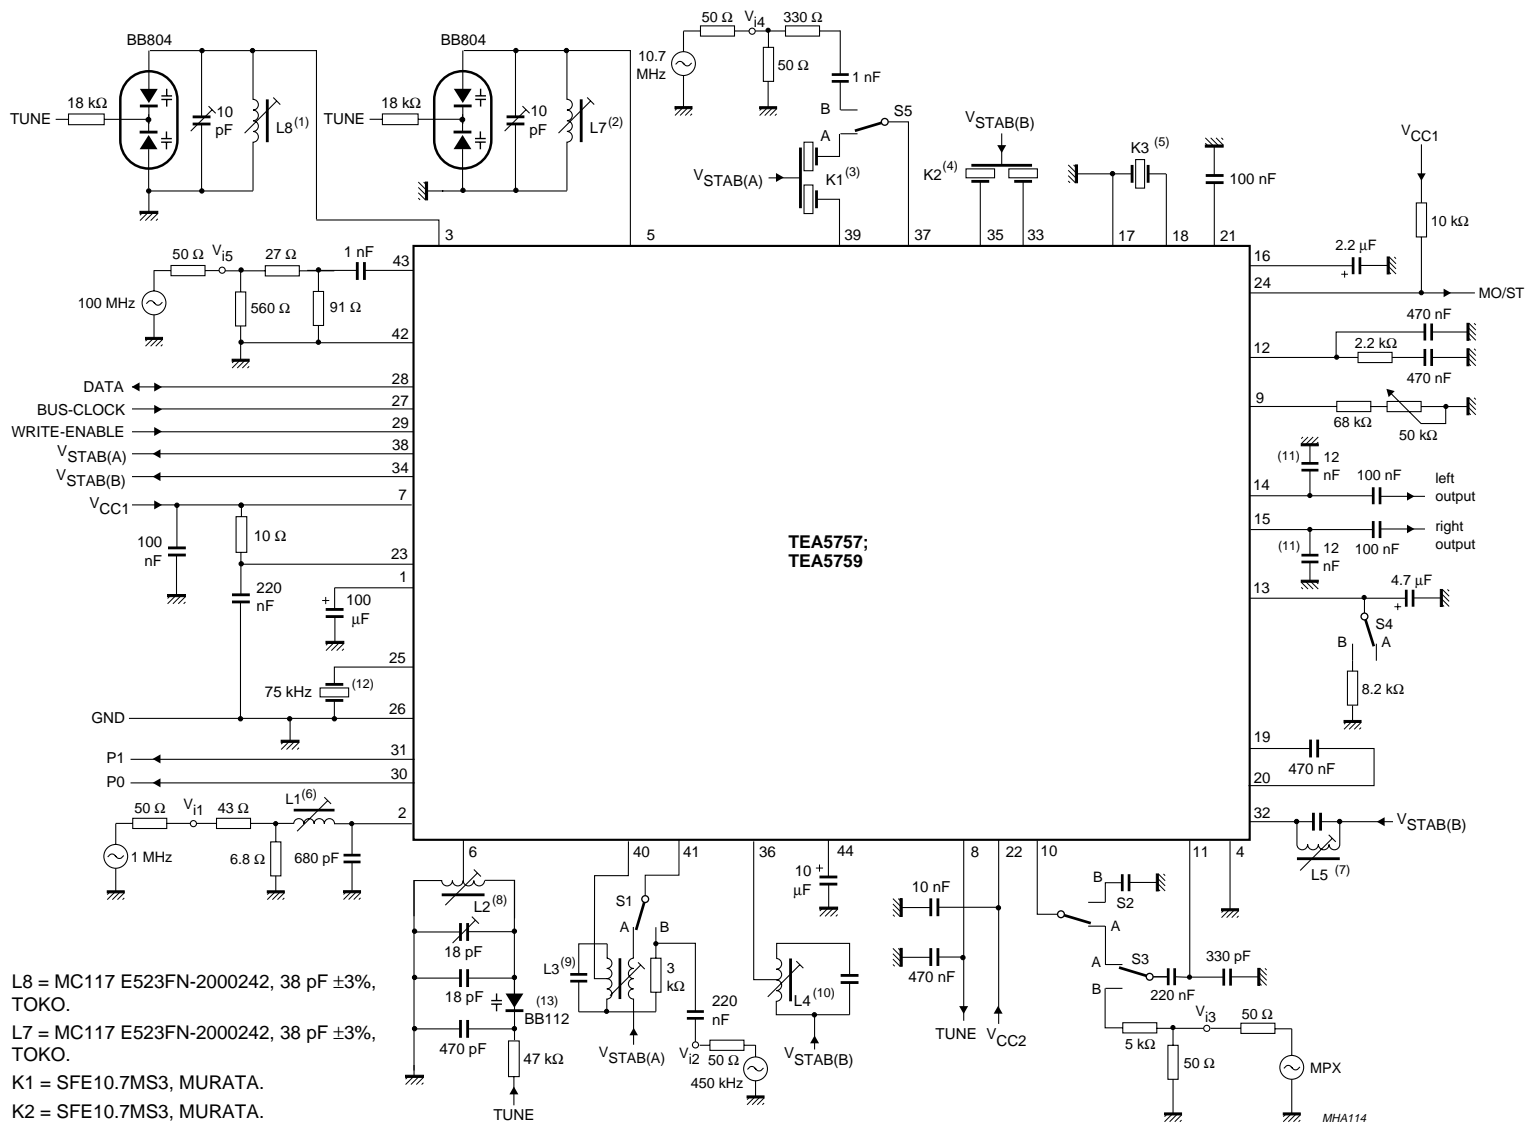 50 Ω
Vi4
330 Ω
BB804
BB804
10.7 MHz
50 Ω
1 nF
18 kΩ
10 pF
L8(1)
TUNE
18 kΩ
10 pF
L7(2)
TUNE
B
S5
A
VSTAB(A)
K1(3)
VSTAB(B)
K2(4)
K3 (5)
100 nF
VCC1
10 kΩ
3
5
39
37
35
33
17
18
21
50 Ω
Vi5
27 Ω
1 nF
43
100 MHz
560 Ω
91 Ω
42
DATA
28
BUS-CLOCK
27
WRITE-ENABLE
29
VSTAB(A)
38
VSTAB(B)
34
VCC1
7
100 nF
10 Ω
23
220 nF
1
+
100 µF
25
75 kHz
(12)
GND
26
P1
31
P0
30
50 Ω
Vi1
43 Ω
L1(6)
2
1 MHz
6.8 Ω
680 pF
TEA5757;
TEA5759
16
2.2 µF
+
24
MO/ST
470 nF
12
2.2 kΩ
470 nF
9
68 kΩ
50 kΩ
(11)
12 nF
14
100 nF
left output
15
100 nF
right output
(11)
12 nF
13
4.7 µF
+
S4
B
A
8.2 kΩ
19
470 nF
20
32
VSTAB(B)
L5 (7)
6
40
41
36
44
8
22
10
11
4
L2(8)
18 pF
18 pF
(13)
BB112
470 pF
47 kΩ
TUNE
S1
A
B
L3(9)
3 kΩ
VSTAB(A)
220 nF
Vi2
50 Ω
450 kHz
10 µF
+
L4(10)
VSTAB(B)
10 nF
470 nF
TUNE
VCC2
B
S2
A
A
S3
B
220 nF
330 pF
5 kΩ
Vi3
50 Ω
50 Ω
MPX
MHA114
L8 = MC117 E523FN-2000242, 38 pF ±3%,
TOKO.
L7 = MC117 E523FN-2000242, 38 pF ±3%,
TOKO.
K1 = SFE10.7MS3, MURATA.
K2 = SFE10.7MS3, MURATA.